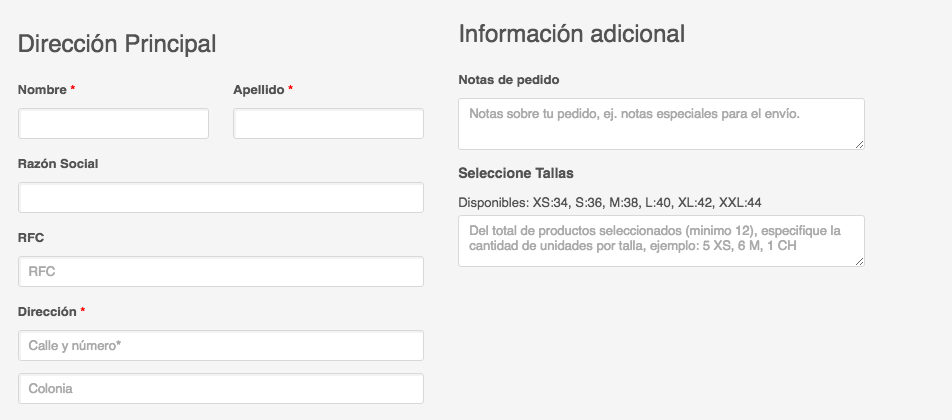 Dirección Principal
Nombre *
Apellido *
Razón Social
RFC
RFC
Dirección *
Calle y número*
Colonia
Información adicional
Notas de pedido
Notas sobre tu pedido, ej. notas especiales para el envío.
Seleccione Tallas
Disponibles: XS:34, S:36, M:38, L:40, XL:42, XXL:44
Del total de productos seleccionados (minimo 12), especifique la
cantidad de unidades por talla, ejemplo: 5 XS, 6 M, 1 CH